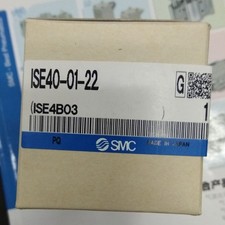 ISE40-01-22
G
(ISE4B03
)
1
SMC
PQ
MADE IN JAPAN